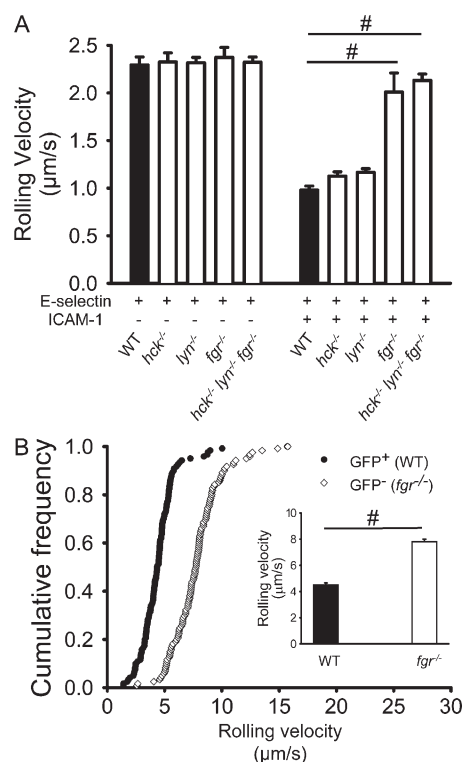 A
#
#
Rolling Velocity
(µm/s)
2.5
2.0
1.5
1.0
0.5
0.0
E-selectin + + + + + + + + + +
ICAM-1 - - - - - + + + + +
WT hck-/- lyn-/- fgr-/- hck-/- lyn-/- fgr-/- WT hck-/- lyn-/- fgr-/- hck-/- lyn-/- fgr-/-
B
Cumulative frequency
1.0
0.8
0.6
0.4
0.2
0.0
GFP+ (WT)
GFP- (fgr-/-)
#
Rolling velocity
(µm/s)
10
8
6
4
2
0
WT fgr-/-
0 5 10 15 20 25 30
Rolling velocity
(µm/s)